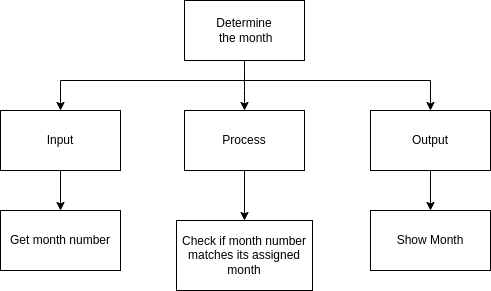 Determine
the month
Input
Process
Output
Get month number
Check if month number
matches its assigned
month
Show Month